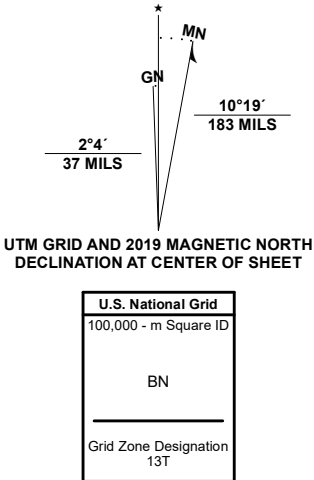 ★
MN
GN
10°19´
183 MILS
2°4´
37 MILS
UTM GRID AND 2019 MAGNETIC NORTH
DECLINATION AT CENTER OF SHEET
U.S. National Grid
100,000 - m Square ID
BN
Grid Zone Designation
13T